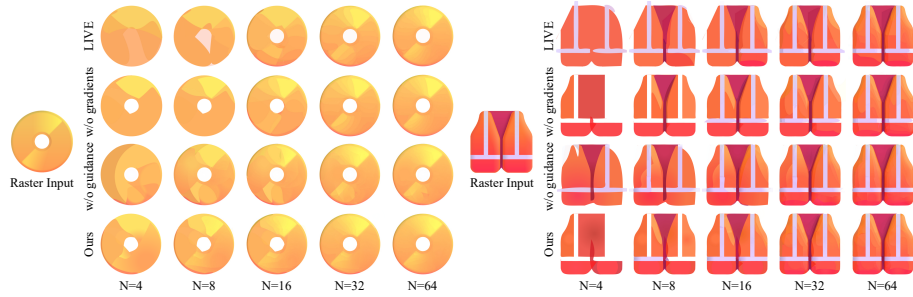 LIVE
w/o gradients
w/o guidance
Ours
Raster Input
N=4 N=8 N=16 N=32 N=64
LIVE
w/o gradients
w/o guidance
Ours
Raster Input
N=4 N=8 N=16 N=32 N=64